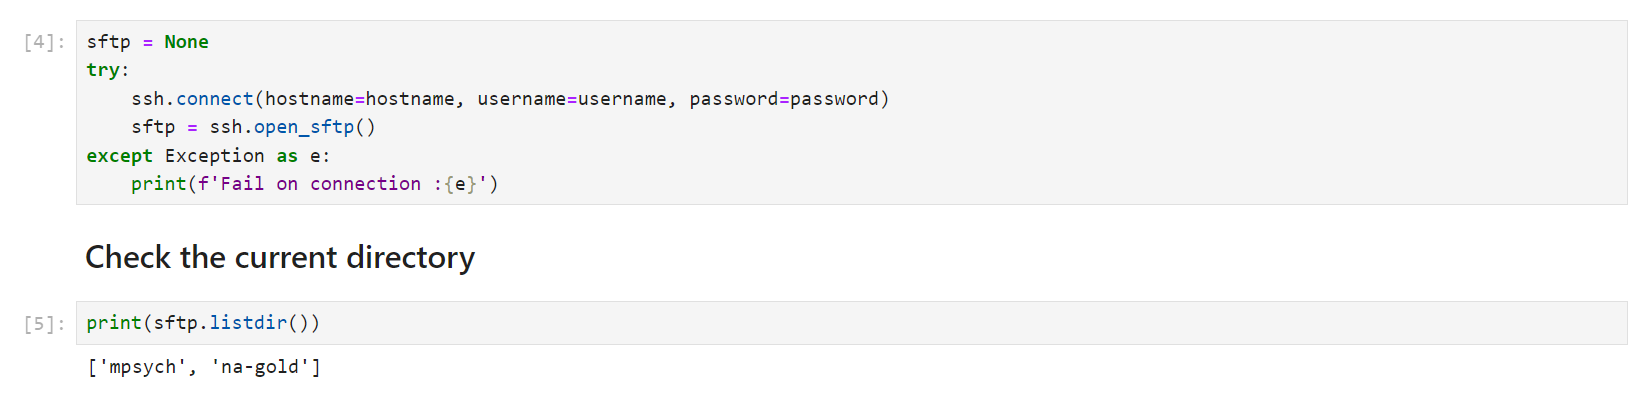 [4]: sftp = None
try:
    ssh.connect(hostname=hostname, username=username, password=password)
    sftp = ssh.open_sftp()
except Exception as e:
    print(f'Fail on connection :{e}')
Check the current directory
[5]: print(sftp.listdir())
['mpsych', 'na-gold']